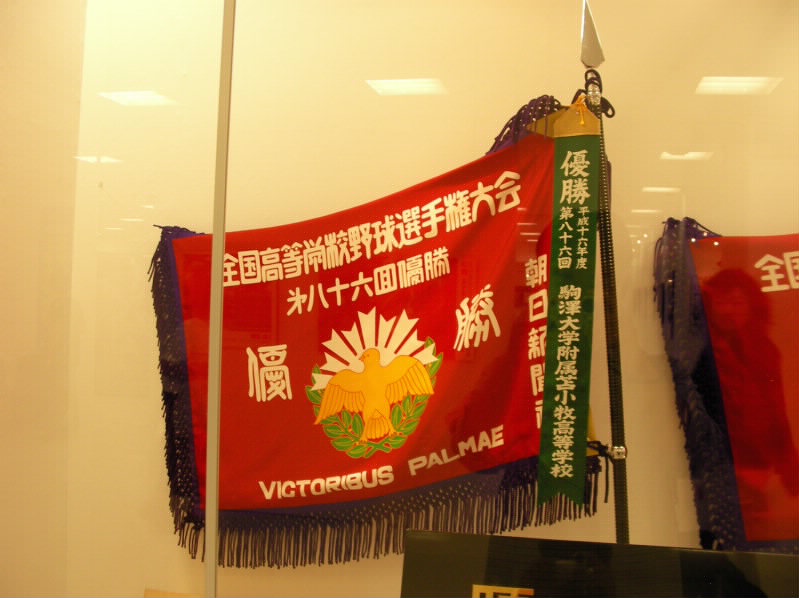 全国高等学校野球選手権大会
第八十六回優勝
優勝
朝日新聞社
VICTORIBUS PALMAE
優勝
平成十六年度
第八十六回
駒澤大学附属苫小牧高等学校
全国